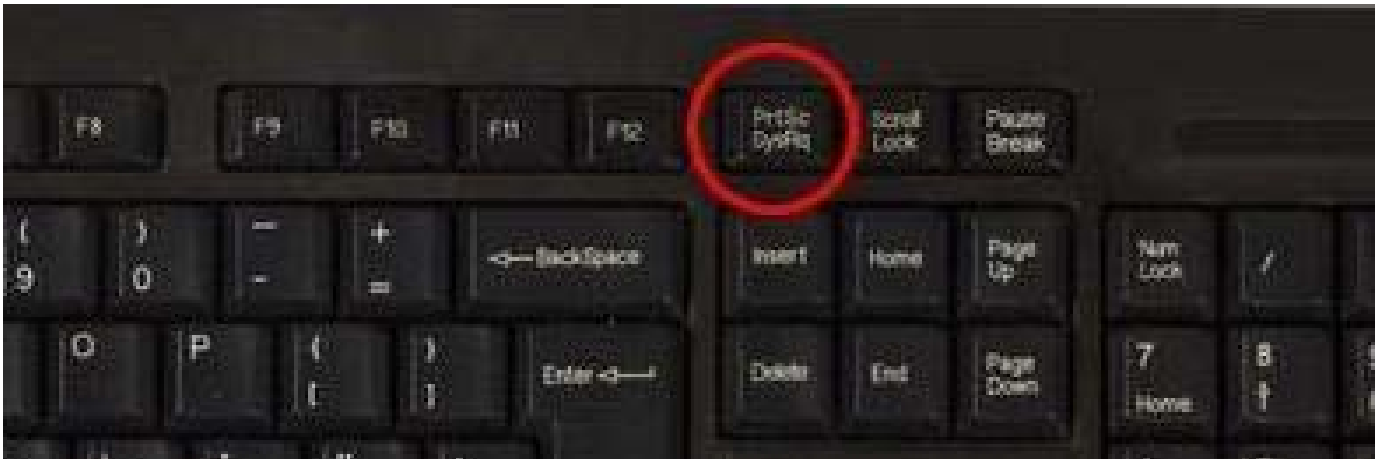 F8 F9 F10 F11 F12 PrtSc Scroll Pause
SysRq Lock Break
( ) — + BackSpace Insert Home Page Num /
9 0 - = Up Lock
O P { } Enter Delete End Page 7 8
[ ] Down Home